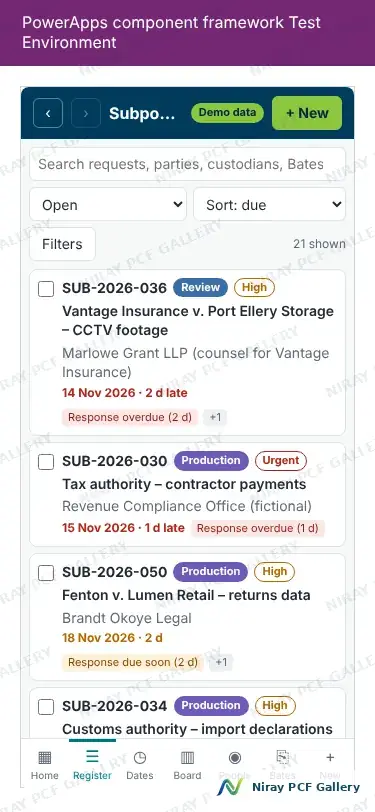 PowerApps component framework Test
Environment
‹ › Subpo... Demo data + New
Search requests, parties, custodians, Bates
Open Sort: due
Filters 21 shown
SUB-2026-036 Review High
Vantage Insurance v. Port Ellery Storage
– CCTV footage
Marlowe Grant LLP (counsel for Vantage
Insurance)
14 Nov 2026 · 2 d late
Response overdue (2 d) +1
SUB-2026-030 Production Urgent
Tax authority – contractor payments
Revenue Compliance Office (fictional)
15 Nov 2026 · 1 d late Response overdue (1 d)
SUB-2026-050 Production High
Fenton v. Lumen Retail – returns data
Brandt Okoye Legal
18 Nov 2026 · 2 d
Response due soon (2 d) +1
SUB-2026-034 Production High
Customs authority – import declarations
Home Register Dates Board
Niray PCF Gallery
NIRAY PCF GALLERY